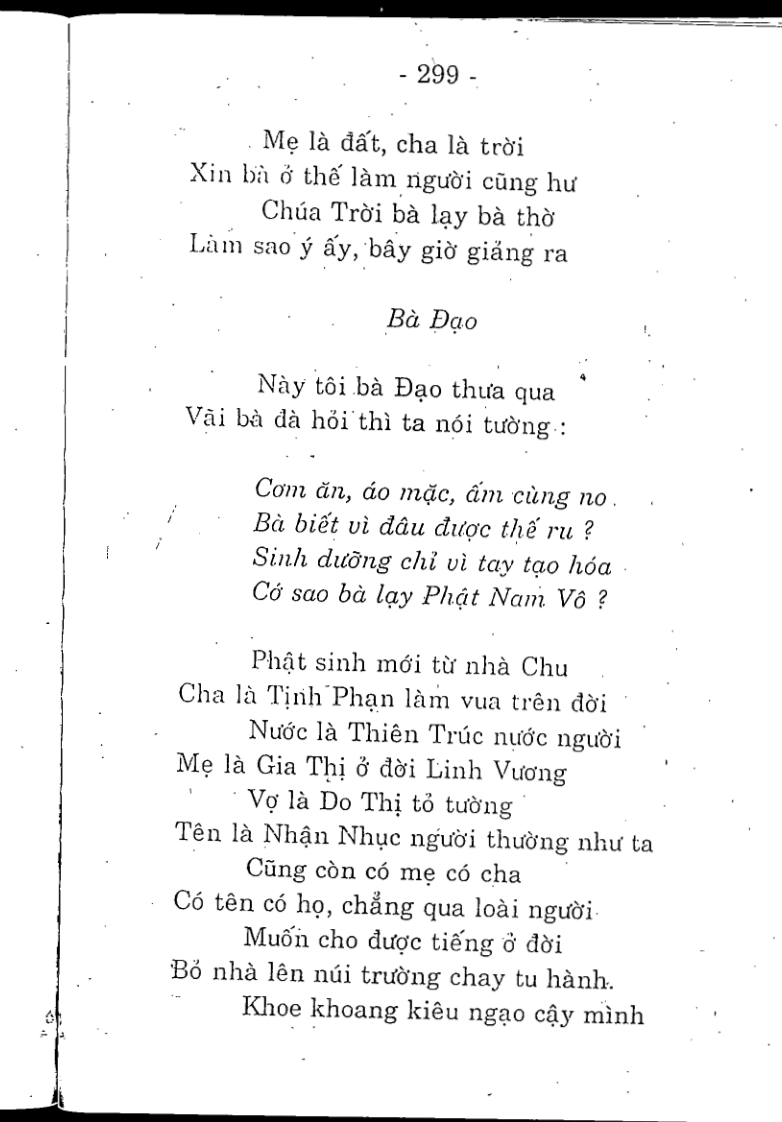 - 299 -
Mẹ là đất, cha là trời
Xin bà ở thế làm người cũng hư
Chúa Trời bà lạy bà thờ
Làm sao ý ấy, bây giờ giảng ra
Bà Đạo
Này tôi bà Đạo thưa qua
Vãi bà đà hỏi thì ta nói tường :
Cơm ăn, áo mặc, ấm cùng no
Bà biết vì đâu được thế ru ?
Sinh dưỡng chỉ vì tay tạo hóa
Cớ sao bà lạy Phật Nam Vô ?
Phật sinh mới từ nhà Chu
Cha là Tịnh Phạn làm vua trên đời
Nước là Thiên Trúc nước người
Mẹ là Gia Thị ở đời Linh Vương
Vợ là Do Thị tỏ tường
Tên là Nhận Nhục người thường như ta
Cũng còn có mẹ có cha
Có tên có họ, chẳng qua loài người
Muốn cho được tiếng ở đời
Bỏ nhà lên núi trường chay tu hành.
Khoe khoang kiêu ngạo cậy mình